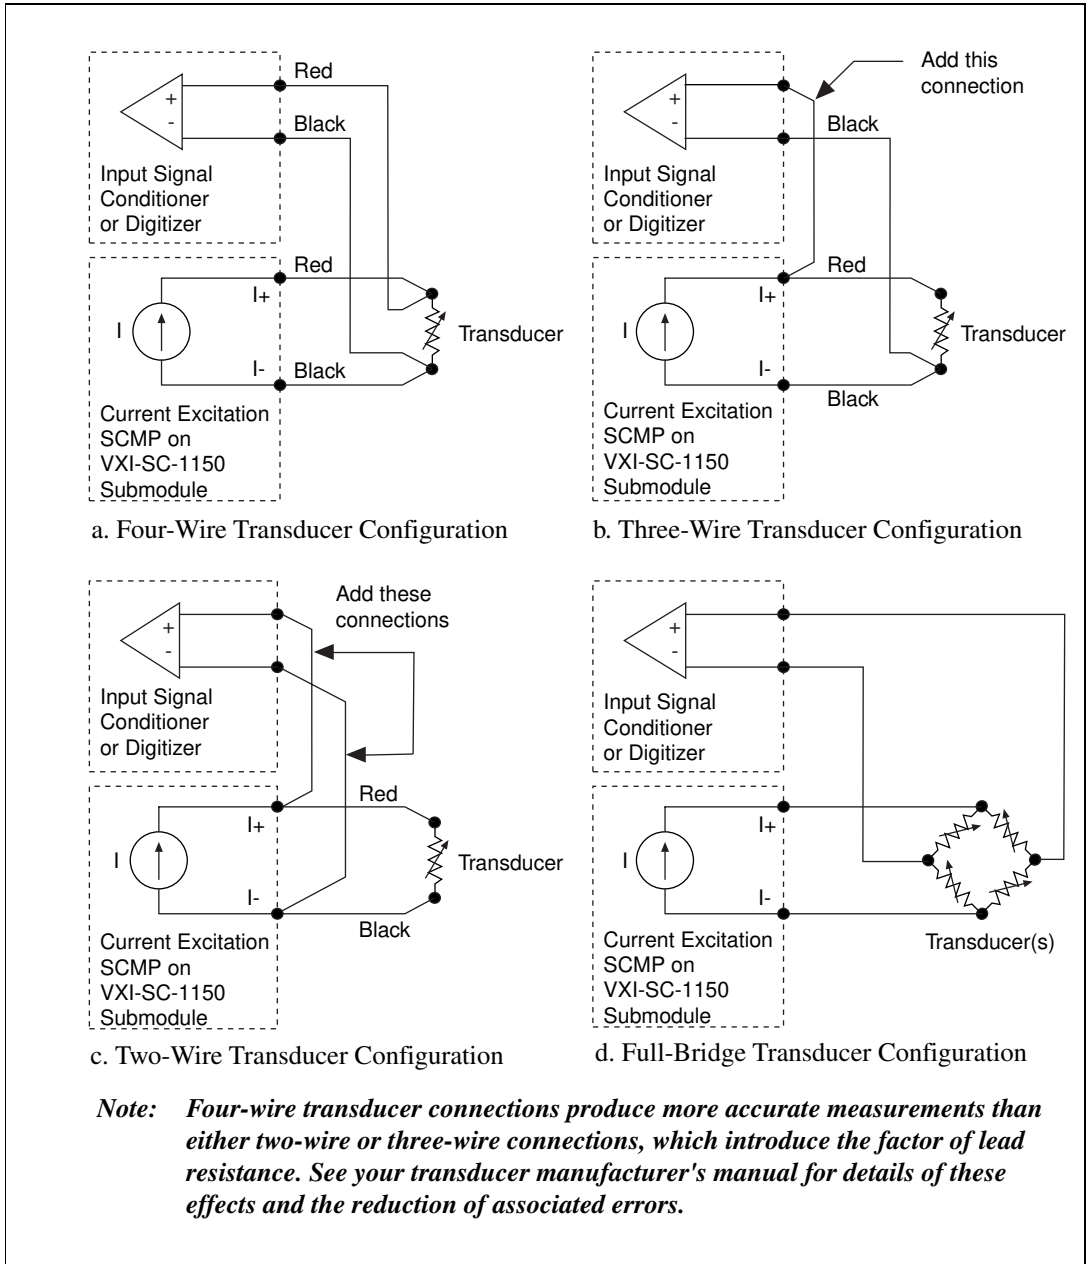 Red
+
-
Black
Input Signal
Conditioner
or Digitizer
Red
I+
I
Transducer
I-
Black
Current Excitation
SCMP on
VXI-SC-1150
Submodule
a. Four-Wire Transducer Configuration
Add this
connection
+
-
Black
Input Signal
Conditioner
or Digitizer
Red
I+
I
Transducer
I-
Black
Current Excitation
SCMP on
VXI-SC-1150
Submodule
b. Three-Wire Transducer Configuration
Add these
connections
+
-
Input Signal
Conditioner
or Digitizer
Red
I+
I
Transducer
I-
Black
Current Excitation
SCMP on
VXI-SC-1150
Submodule
c. Two-Wire Transducer Configuration
+
-
Input Signal
Conditioner
or Digitizer
I+
I
I-
Transducer(s)
Current Excitation
SCMP on
VXI-SC-1150
Submodule
d. Full-Bridge Transducer Configuration
Note: Four-wire transducer connections produce more accurate measurements than
either two-wire or three-wire connections, which introduce the factor of lead
resistance. See your transducer manufacturer's manual for details of these
effects and the reduction of associated errors.